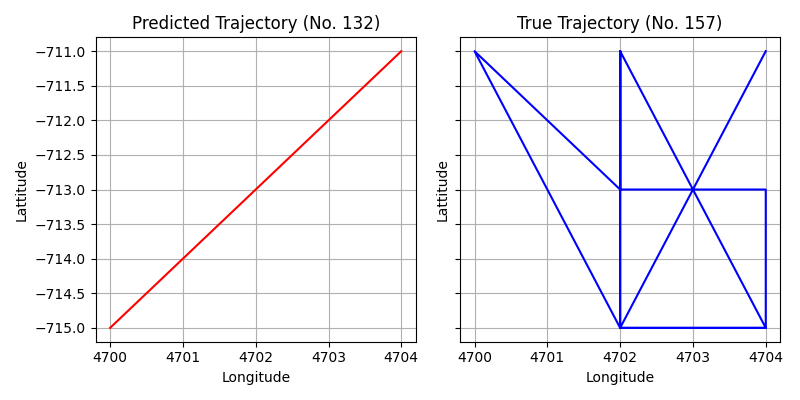 Predicted Trajectory (No. 132)
−711.0
−711.5
−712.0
−712.5
−713.0
−713.5
−714.0
−714.5
−715.0
Lattitude
4700 4701 4702 4703 4704
Longitude
True Trajectory (No. 157)
Lattitude
4700 4701 4702 4703 4704
Longitude